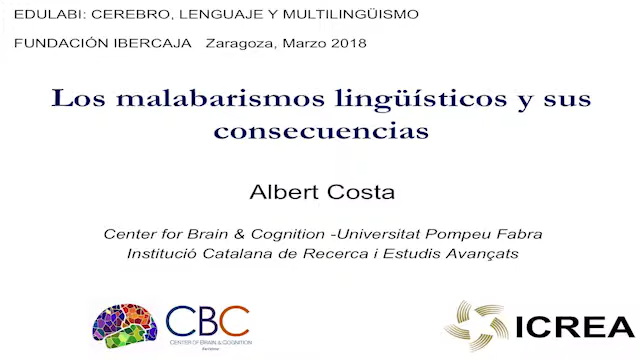 EDULABI: CEREBRO, LENGUAJE Y MULTILINGÜISMO
FUNDACIÓN IBERCAJA Zaragoza, Marzo 2018
Los malabarismos lingüísticos y sus
consecuencias
Albert Costa
Center for Brain & Cognition -Universitat Pompeu Fabra
Institució Catalana de Recerca i Estudis Avançats
CBC
CENTER OF BRAIN & COGNITION
ICREA